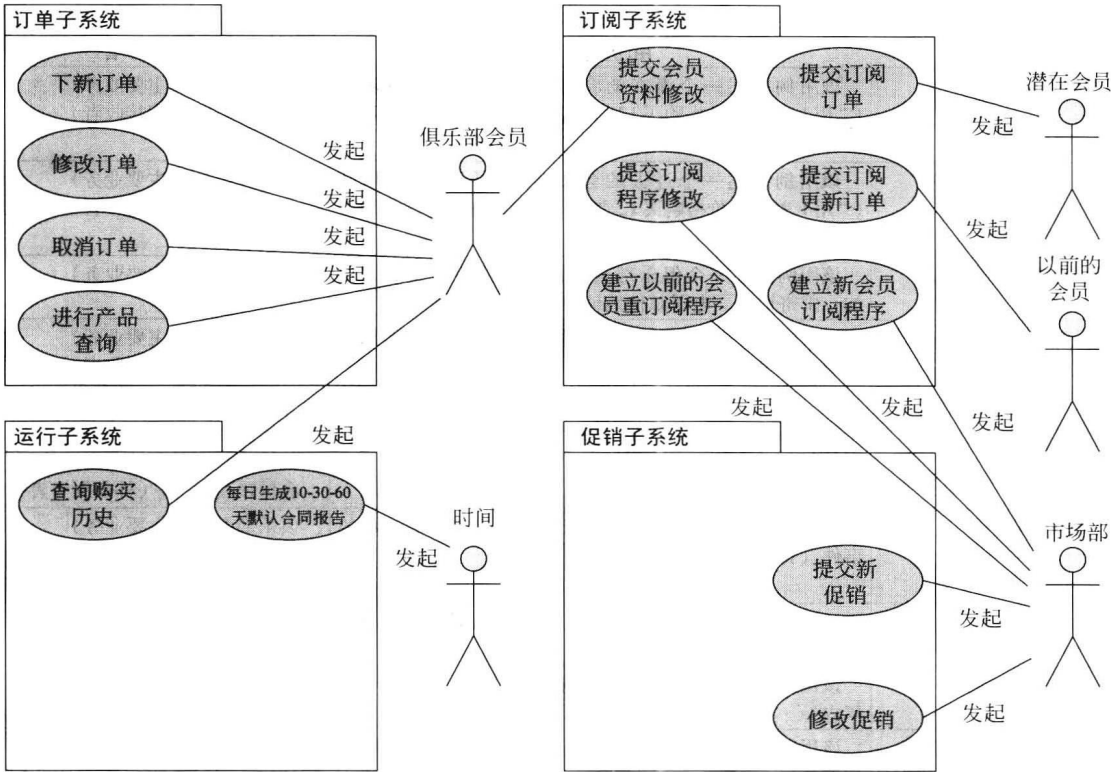 订单子系统
下新订单
修改订单
取消订单
进行产品
查询
发起
发起
发起
发起
俱乐部会员
订阅子系统
提交会员
资料修改
提交订阅
订单
提交订阅
程序修改
提交订阅
更新订单
建立以前的会
员重订阅程序
建立新会员
订阅程序
发起
潜在会员
发起
以前的
会员
运行子系统
查询购实
历史
每日生成10-30-60
天默认合同报告
发起
发起
时间
促销子系统
发起
发起
发起
提交新
促销
修改促销
发起
发起
市场部